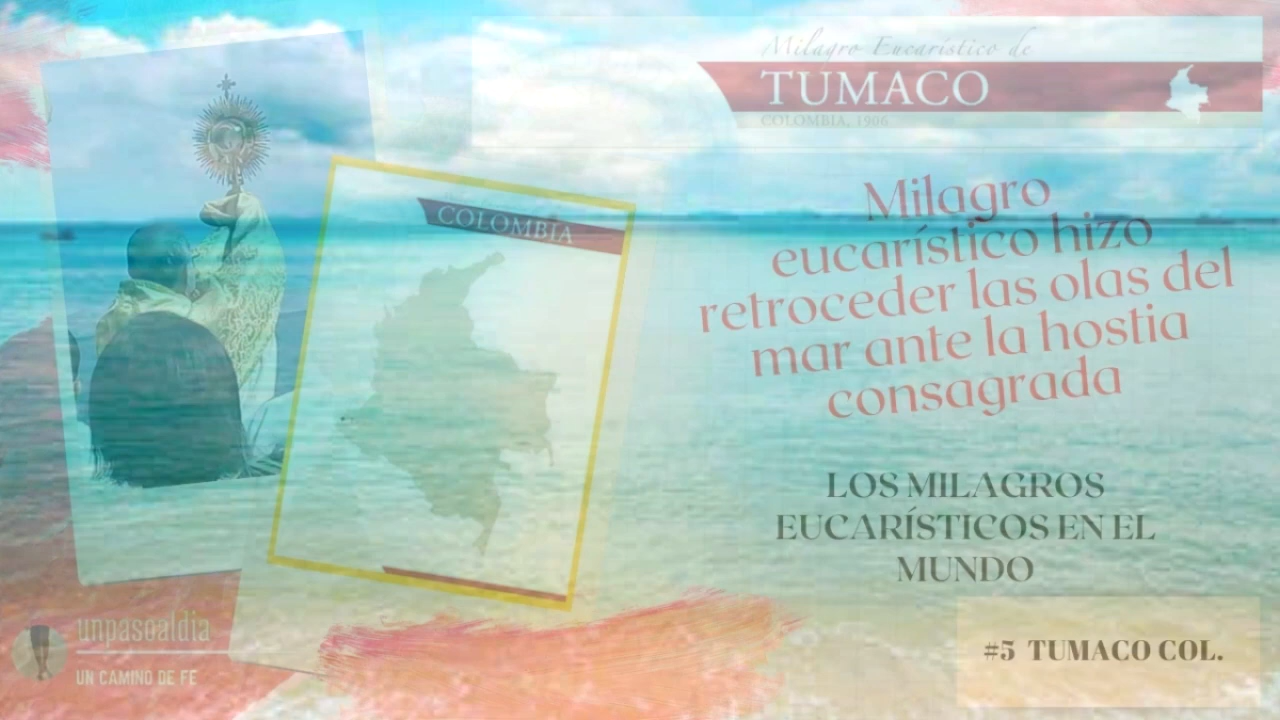 Milagro Eucarístico de
TUMACO
COLOMBIA, 1906
COLOMBIA
Milagro
eucarístico hizo
retroceder las olas del
mar ante la hostia
consagrada
LOS MILAGROS
EUCARÍSTICOS EN EL
MUNDO
unpasoaldia
UN CAMINO DE FE
#5 TUMACO COL.